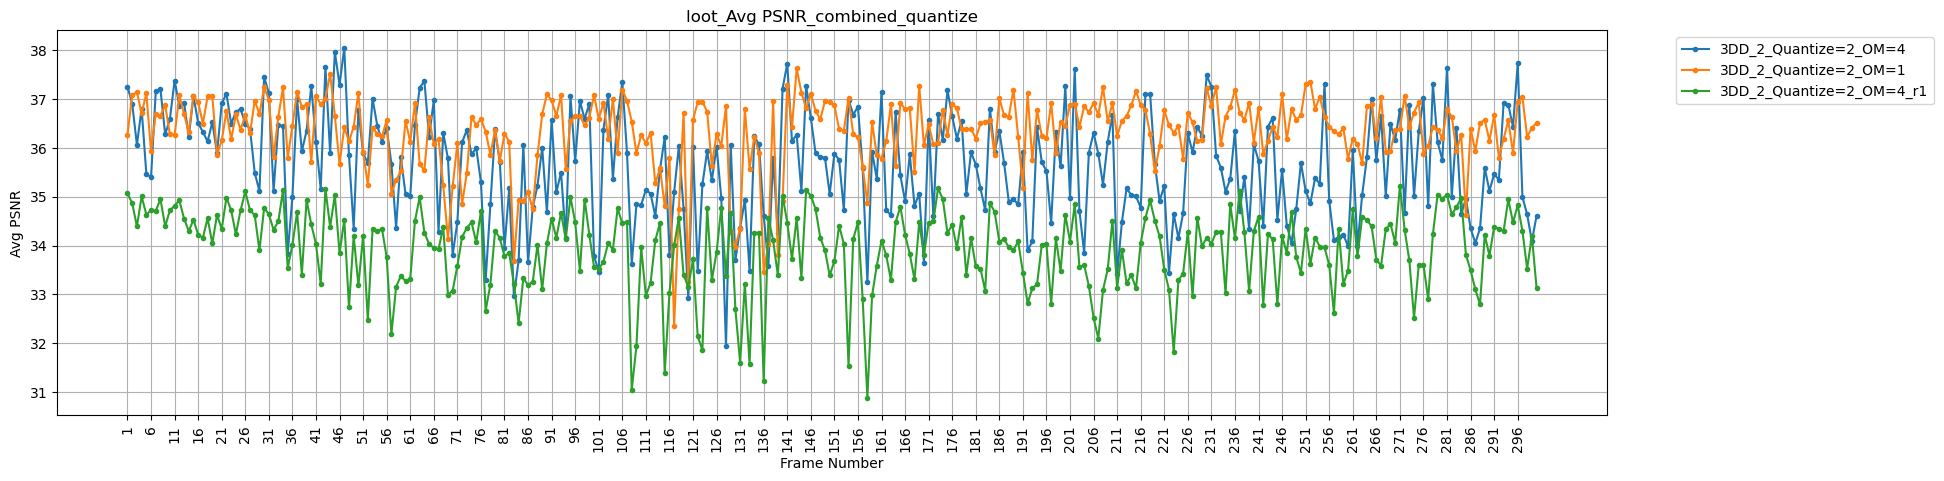 loot_Avg PSNR_combined_quantize
3DD_2_Quantize=2_OM=4
3DD_2_Quantize=2_OM=1
3DD_2_Quantize=2_OM=4_r1
Avg PSNR
38
37
36
35
34
33
32
31
1 6 11 16 21 26 31 36 41 46 51 56 61 66 71 76 81 86 91 96 101 106 111 116 121 126 131 136 141 146 151 156 161 166 171 176 181 186 191 196 201 206 211 216 221 226 231 236 241 246 251 256 261 266 271 276 281 286 291 296
Frame Number